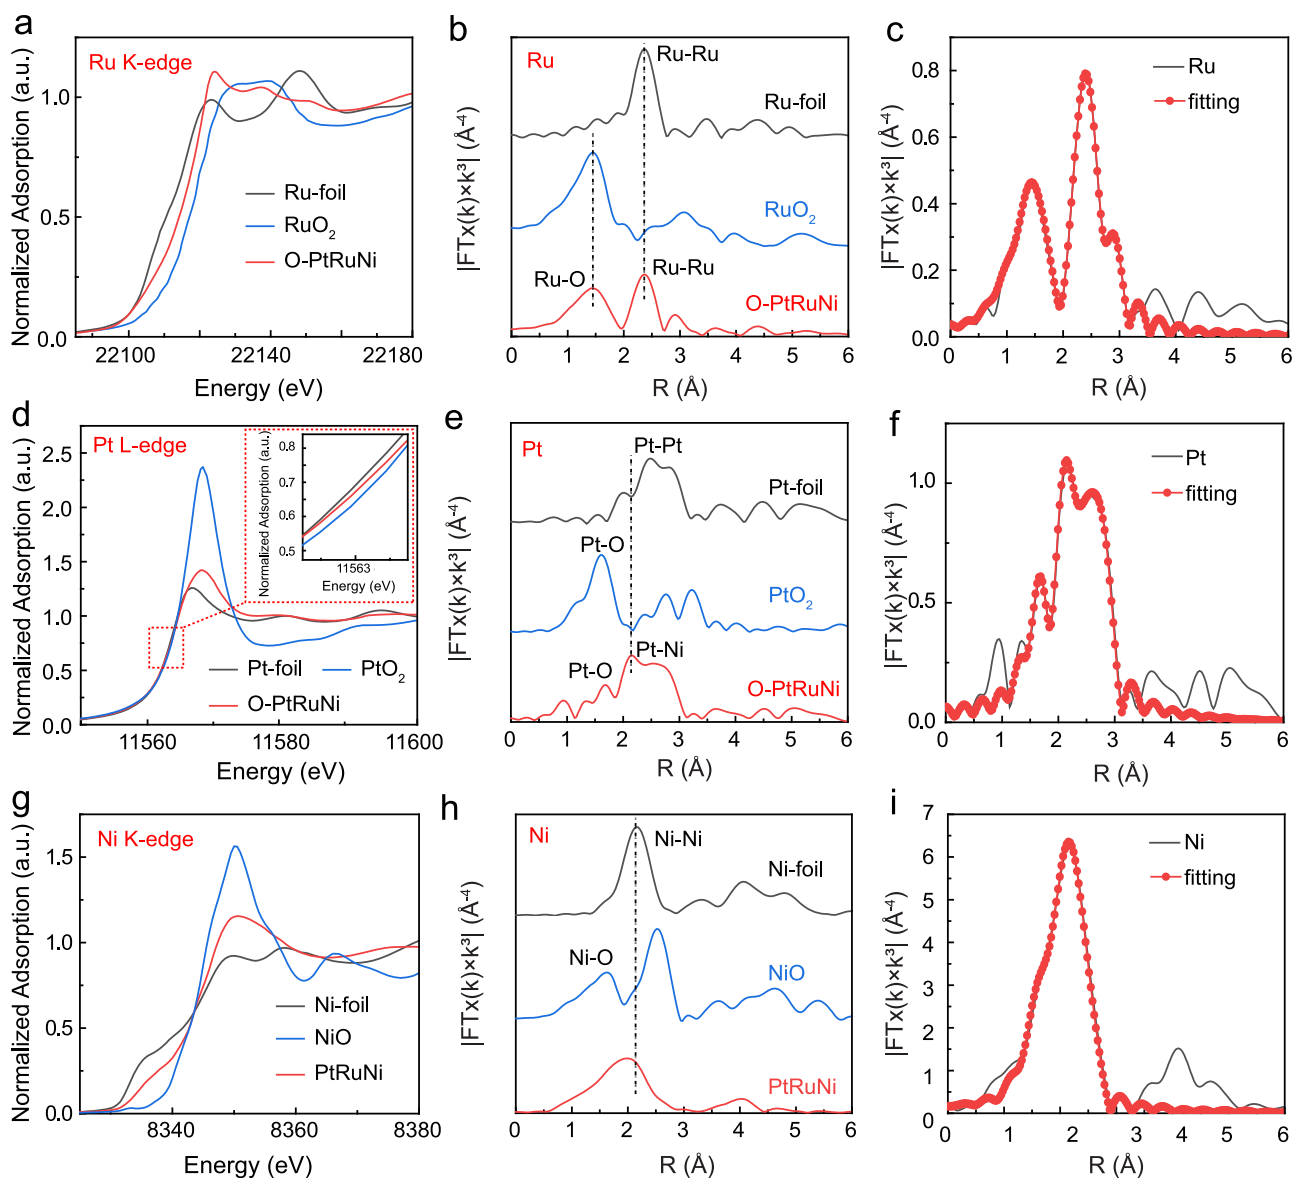 a
Ru K-edge
Normalized Adsorption (a.u.)
1.0
0.5
0.0
Ru-foil
RuO₂
O-PtRuNi
22100 22140 22180
Energy (eV)
b
Ru
|FTx(k)×k³| (Å⁻⁴)
Ru-Ru
Ru-foil
RuO₂
Ru-O
Ru-Ru
O-PtRuNi
0 1 2 3 4 5 6
R (Å)
c
|FTx(k)×k³| (Å⁻⁴)
0.8
0.6
0.4
0.2
0.0
Ru
fitting
0 1 2 3 4 5 6
R (Å)
d
Pt L-edge
Normalized Adsorption (a.u.)
2.5
2.0
1.5
1.0
0.5
0.0
Normalized Adsorption (a.u.)
0.8
0.7
0.6
0.5
11563
Energy (eV)
Pt-foil
PtO₂
O-PtRuNi
11560 11580 11600
Energy (eV)
e
Pt
|FTx(k)×k³| (Å⁻⁴)
Pt-Pt
Pt-foil
Pt-O
PtO₂
Pt-Ni
Pt-O
O-PtRuNi
0 1 2 3 4 5 6
R (Å)
f
|FTx(k)×k³| (Å⁻⁴)
1.0
0.5
0.0
Pt
fitting
0 1 2 3 4 5 6
R (Å)
g
Ni K-edge
Normalized Adsorption (a.u.)
1.5
1.0
0.5
0.0
Ni-foil
NiO
PtRuNi
8340 8360 8380
Energy (eV)
h
Ni
|FTx(k)×k³| (Å⁻⁴)
Ni-Ni
Ni-foil
Ni-O
NiO
PtRuNi
0 1 2 3 4 5 6
R (Å)
i
|FTx(k)×k³| (Å⁻⁴)
7
6
5
4
3
2
1
0
Ni
fitting
0 1 2 3 4 5 6
R (Å)